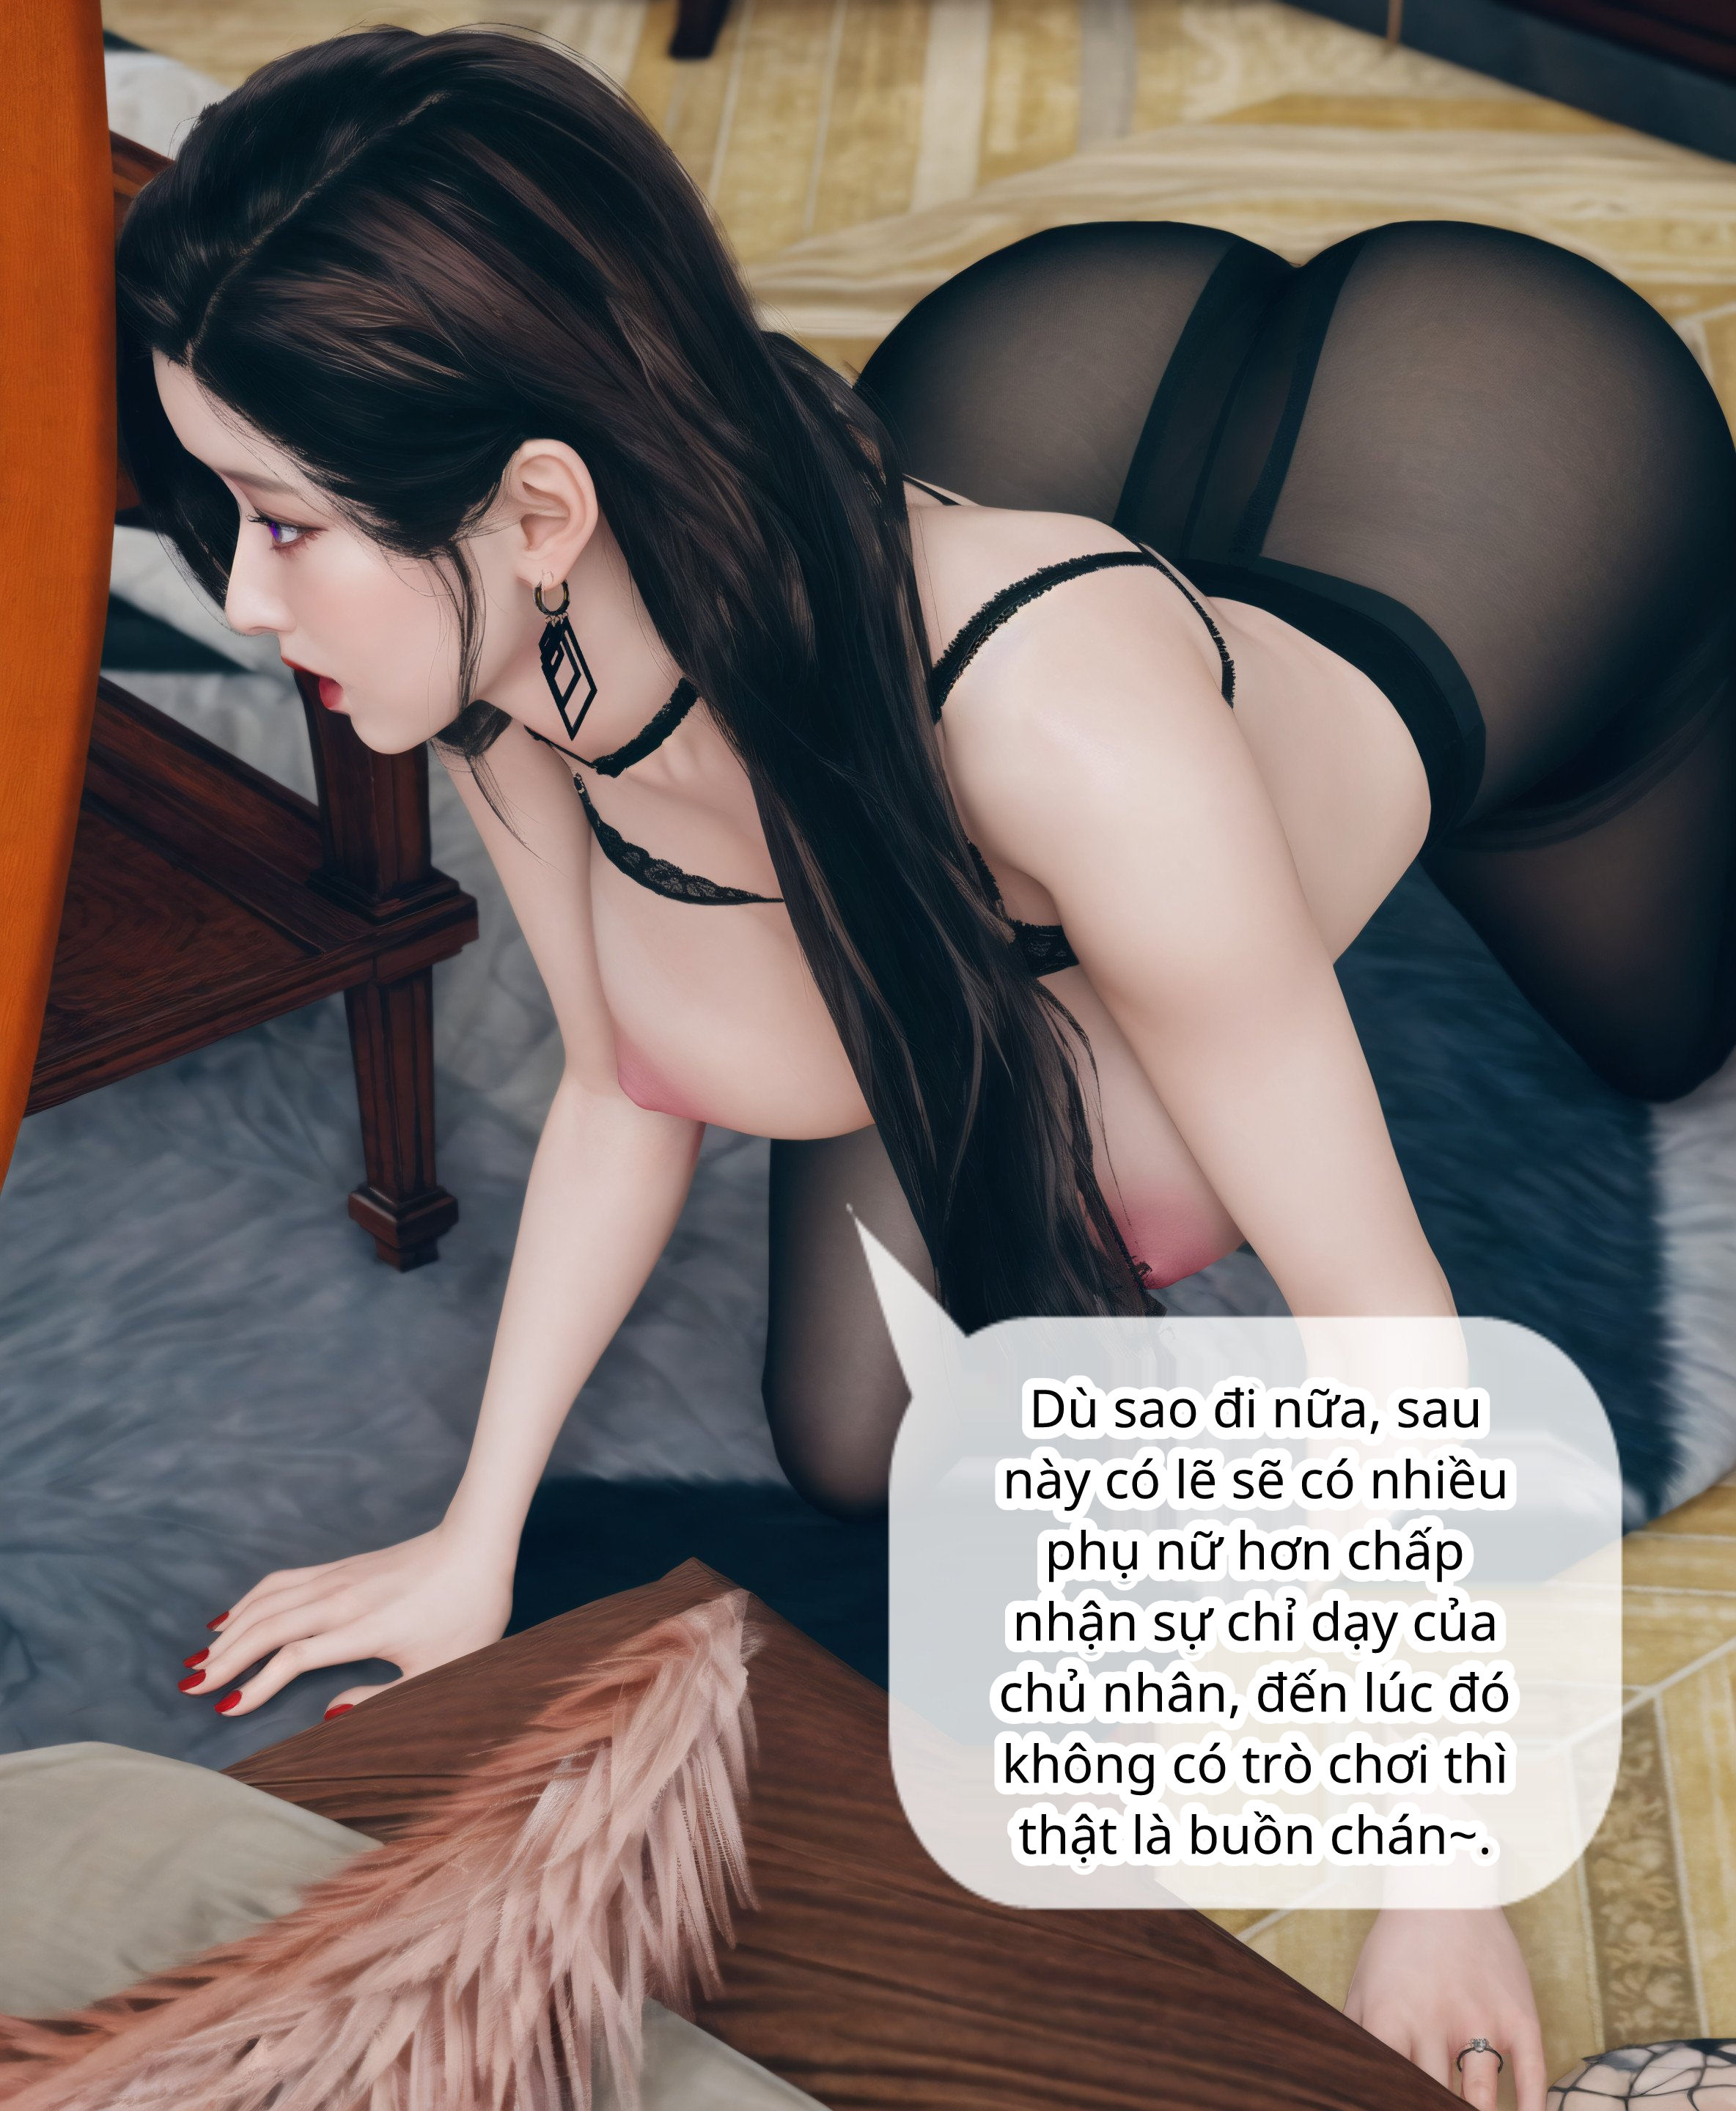 Dù sao đi nữa, sau
này có lẽ sẽ có nhiều
phụ nữ hơn chấp
nhận sự chỉ dạy của
chủ nhân, đến lúc đó
không có trò chơi thì
thật là buồn chán~.